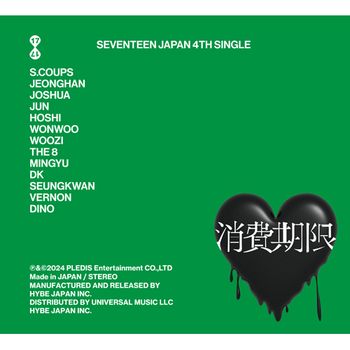 17
SEVENTEEN JAPAN 4TH SINGLE
S.COUPS
JEONGHAN
JOSHUA
JUN
HOSHI
WONWOO
WOOZI
THE 8
MINGYU
DK
SEUNGKWAN
VERNON
DINO
消費期限
℗&©2024 PLEDIS Entertainment CO.,LTD
Made in JAPAN / STEREO
MANUFACTURED AND RELEASED BY
HYBE JAPAN INC.
DISTRIBUTED BY UNIVERSAL MUSIC LLC
HYBE JAPAN INC.